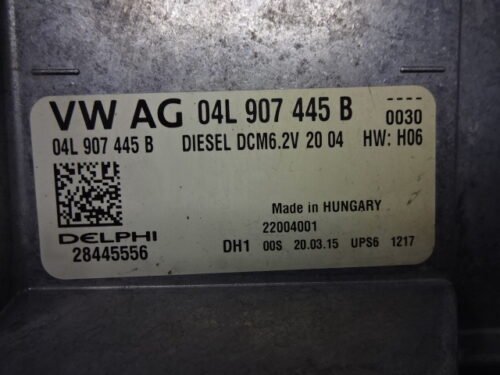 VW AG 04L 907 445 B ---- 0030
04L 907 445 B DIESEL DCM6.2V 20 04 HW: H06
Made in HUNGARY
22004001
DELPHI
28445556
DH1 00S 20.03.15 UPS6 1217